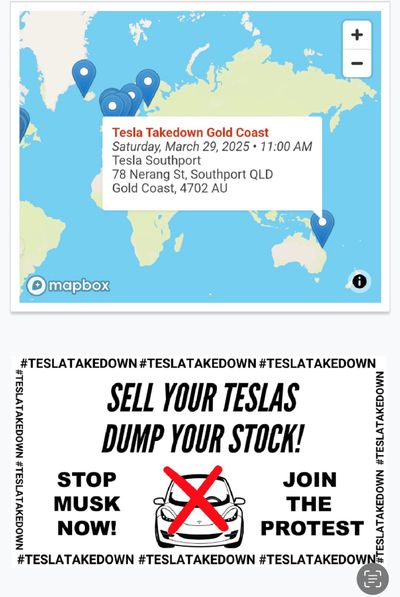 +
−
Tesla Takedown Gold Coast
Saturday, March 29, 2025 • 11:00 AM
Tesla Southport
78 Nerang St, Southport QLD
Gold Coast, 4702 AU
mapbox
i
#TESLATAKEDOWN #TESLATAKEDOWN #TESLATAKEDOWN
#TESLATAKEDOWN #TESLATAKEDOWN
SELL YOUR TESLAS
DUMP YOUR STOCK!
STOP
MUSK
NOW!
JOIN
THE
PROTEST
#TESLATAKEDOWN #TESLATAKEDOWN
#TESLATAKEDOWN #TESLATAKEDOWN #TESLATAKEDOWN